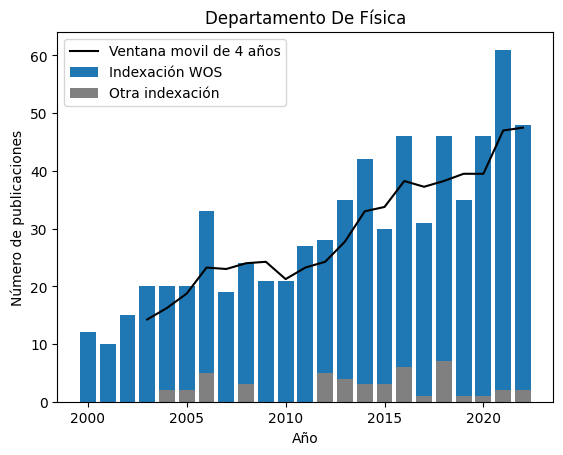 Departamento De Física
Ventana movil de 4 años
Indexación WOS
Otra indexación
Número de publicaciones
60
50
40
30
20
10
0
2000 2005 2010 2015 2020
Año